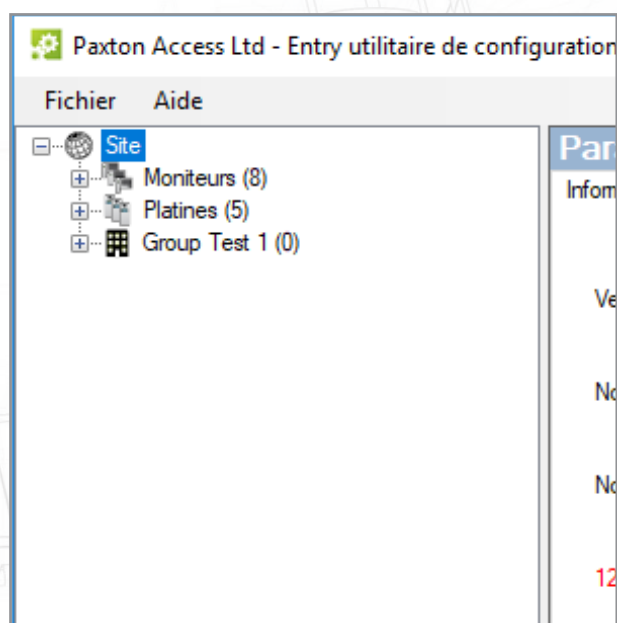 Paxton Access Ltd - Entry utilitaire de configuration
Fichier Aide
Site
Moniteurs (8)
Platines (5)
Group Test 1 (0)